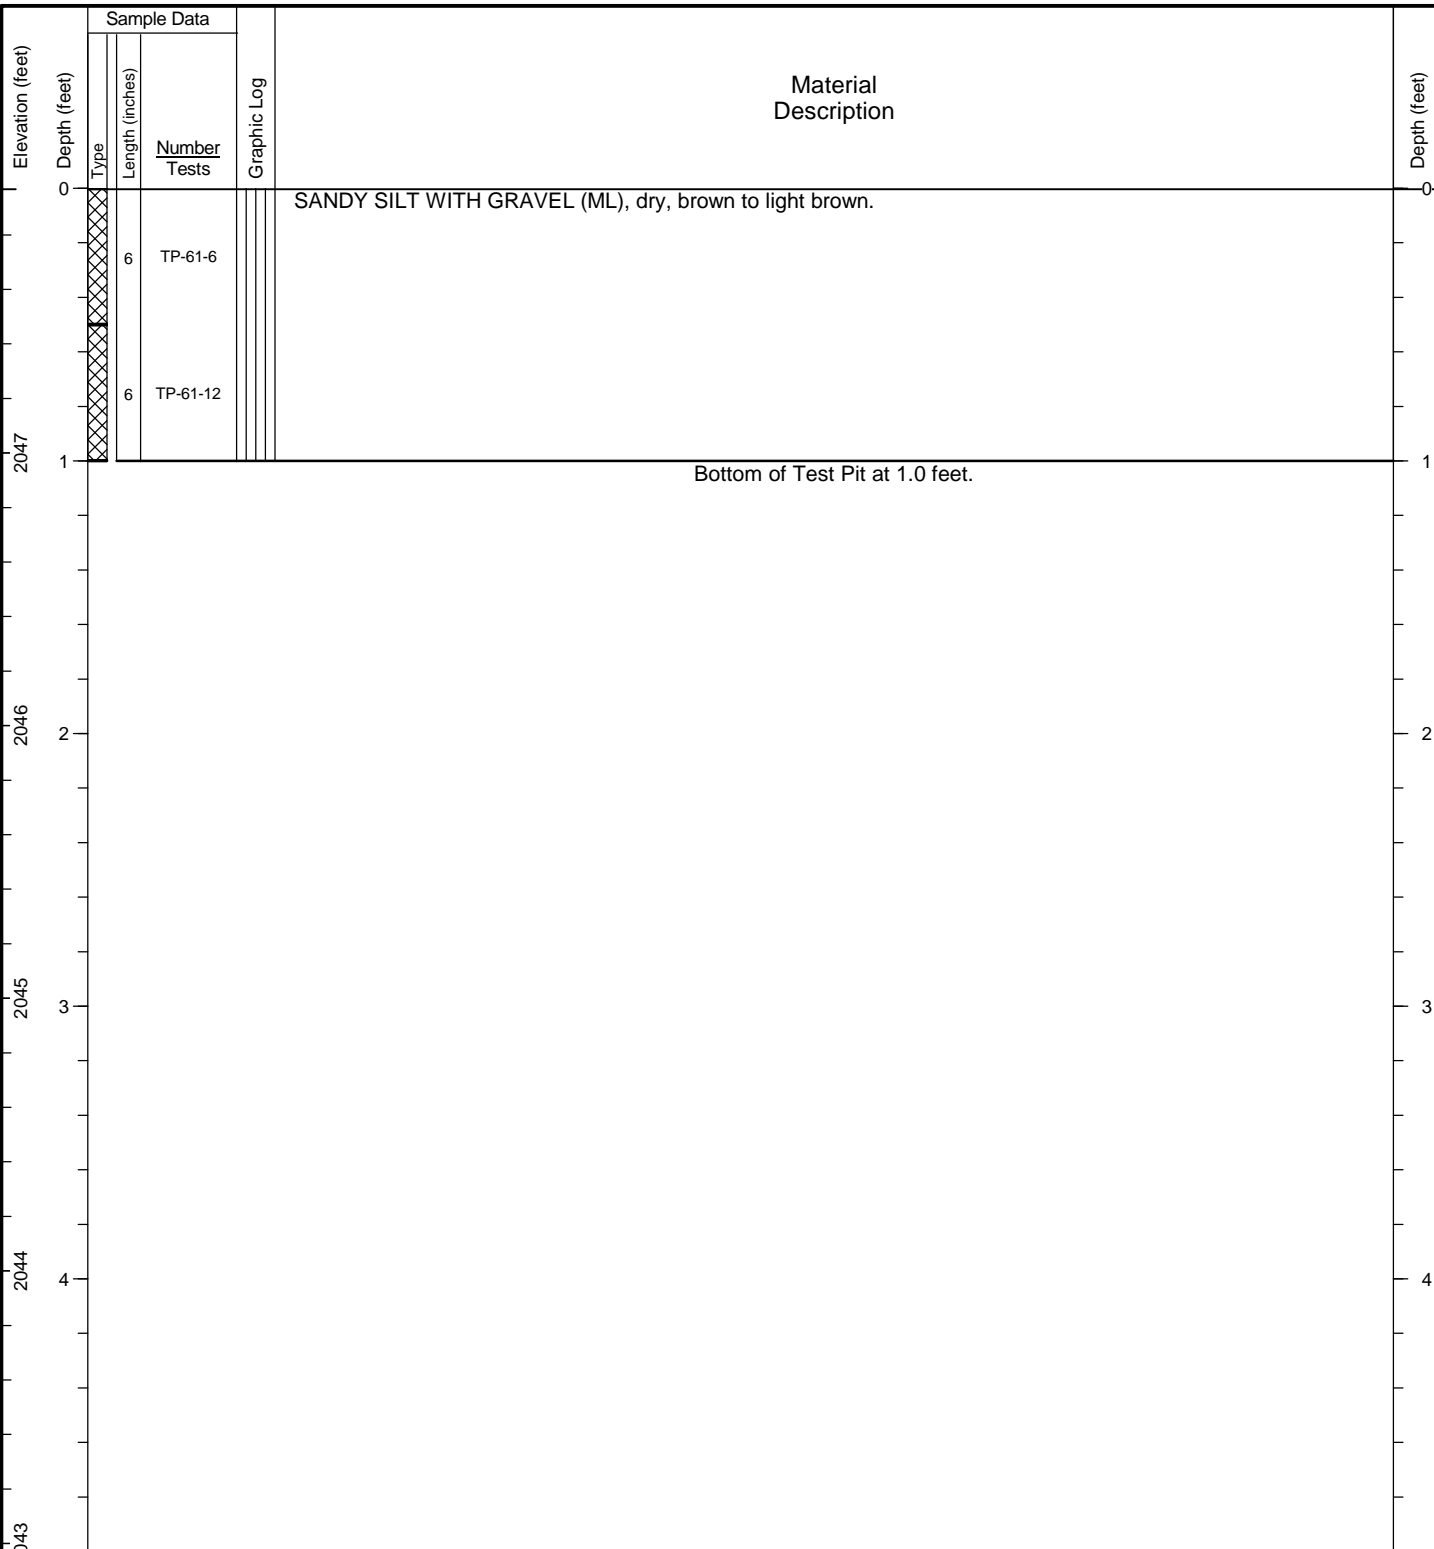 Sample Data
Elevation (feet)
Depth (feet)
Type
Length (inches)
Number
Tests
Graphic Log
Material
Description
Depth (feet)
0
SANDY SILT WITH GRAVEL (ML), dry, brown to light brown.
0
6
TP-61-6
6
TP-61-12
2047
1
1
Bottom of Test Pit at 1.0 feet.
2046
2
2
2045
3
3
2044
4
4
043